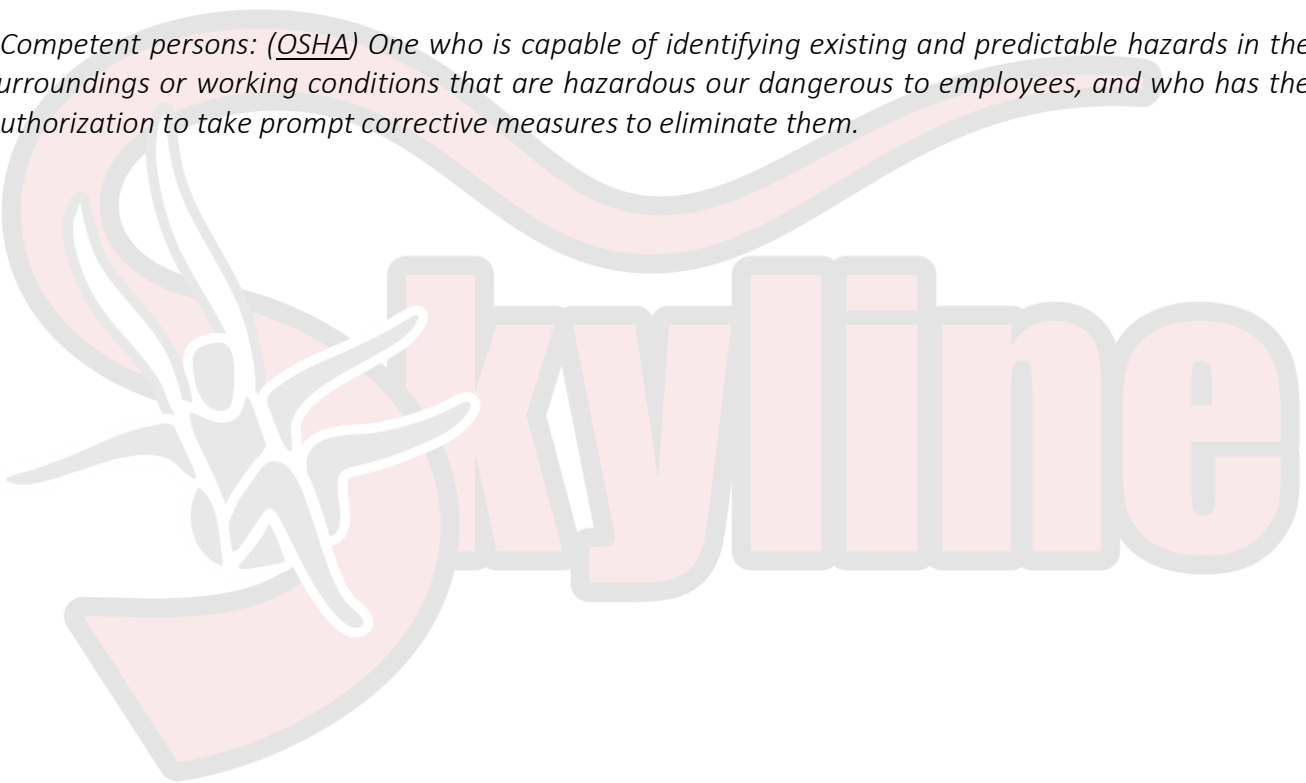 Competent persons: (OSHA) One who is capable of identifying existing and predictable hazards in the
urroundings or working conditions that are hazardous our dangerous to employees, and who has the
uthorization to take prompt corrective measures to eliminate them.
Skyline